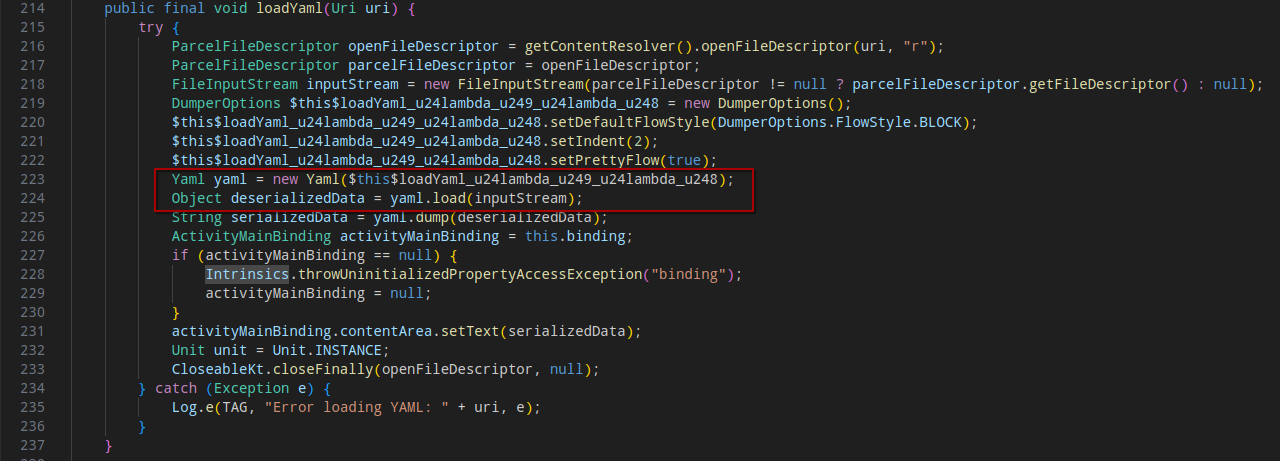 214 public final void loadYaml(Uri uri) {
215 try {
216 ParcelFileDescriptor openFileDescriptor = getContentResolver().openFileDescriptor(uri, "r");
217 ParcelFileDescriptor parcelFileDescriptor = openFileDescriptor;
218 FileInputStream inputStream = new FileInputStream(parcelFileDescriptor != null ? parcelFileDescriptor.getFileDescriptor() : null);
219 DumperOptions $this$loadYaml_u24lambda_u249_u24lambda_u248 = new DumperOptions();
220 $this$loadYaml_u24lambda_u249_u24lambda_u248.setDefaultFlowStyle(DumperOptions.FlowStyle.BLOCK);
221 $this$loadYaml_u24lambda_u249_u24lambda_u248.setIndent(2);
222 $this$loadYaml_u24lambda_u249_u24lambda_u248.setPrettyFlow(true);
223 Yaml yaml = new Yaml($this$loadYaml_u24lambda_u249_u24lambda_u248);
224 Object deserializedData = yaml.load(inputStream);
225 String serializedData = yaml.dump(deserializedData);
226 ActivityMainBinding activityMainBinding = this.binding;
227 if (activityMainBinding == null) {
228 Intrinsics.throwUninitializedPropertyAccessException("binding");
229 activityMainBinding = null;
230 }
231 activityMainBinding.contentArea.setText(serializedData);
232 Unit unit = Unit.INSTANCE;
233 CloseableKt.closeFinally(openFileDescriptor, null);
234 } catch (Exception e) {
235 Log.e(TAG, "Error loading YAML: " + uri, e);
236 }
237 }